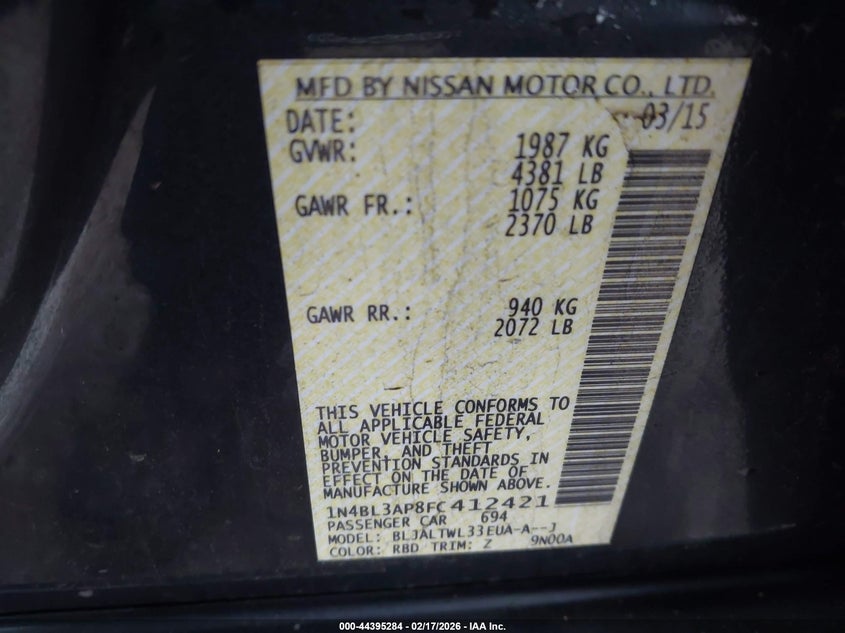 MFD BY NISSAN MOTOR CO., LTD.
DATE: 03/15
GVWR: 1987 KG
4381 LB
GAWR FR.: 1075 KG
2370 LB
GAWR RR.: 940 KG
2072 LB
THIS VEHICLE CONFORMS TO
ALL APPLICABLE FEDERAL
MOTOR VEHICLE SAFETY,
BUMPER, AND THEFT
PREVENTION STANDARDS IN
EFFECT ON THE DATE OF
MANUFACTURE SHOWN ABOVE.
1N4BL3AP8FC412421
PASSENGER CAR 694
MODEL: BLJALTWL33EUA-A--J
COLOR: RBD TRIM: Z 9N00A
000-44395284 - 02/17/2026 - IAA Inc.